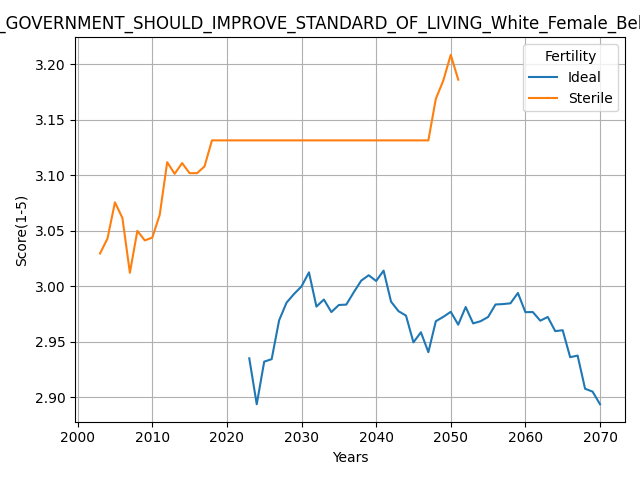 _GOVERNMENT_SHOULD_IMPROVE_STANDARD_OF_LIVING_White_Female_Bel
Fertility
Ideal
Sterile
3.20
3.15
3.10
3.05
3.00
2.95
2.90
Score(1-5)
2000 2010 2020 2030 2040 2050 2060 2070
Years